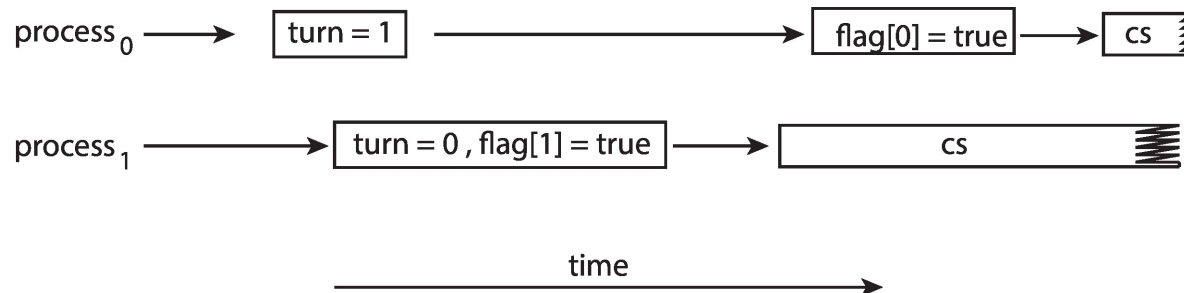 process0 turn = 1 flag[0] = true cs
process1 turn = 0 , flag[1] = true cs
time